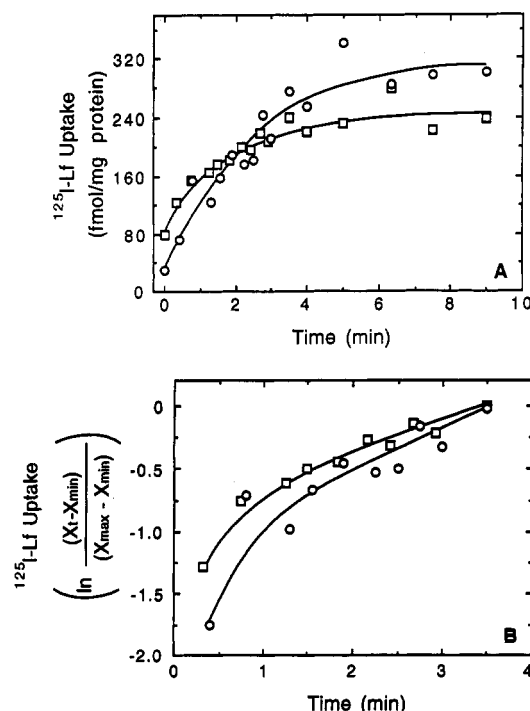 320
240
160
80
0
¹²⁵I-Lf Uptake
(fmol/mg protein)
A
0 2 4 6 8 10
Time (min)
0
-0.5
-1.0
-1.5
-2.0
¹²⁵I-Lf Uptake
(ln (Xt-Xmin)
(Xmax - Xmin))
B
0 1 2 3 4
Time (min)